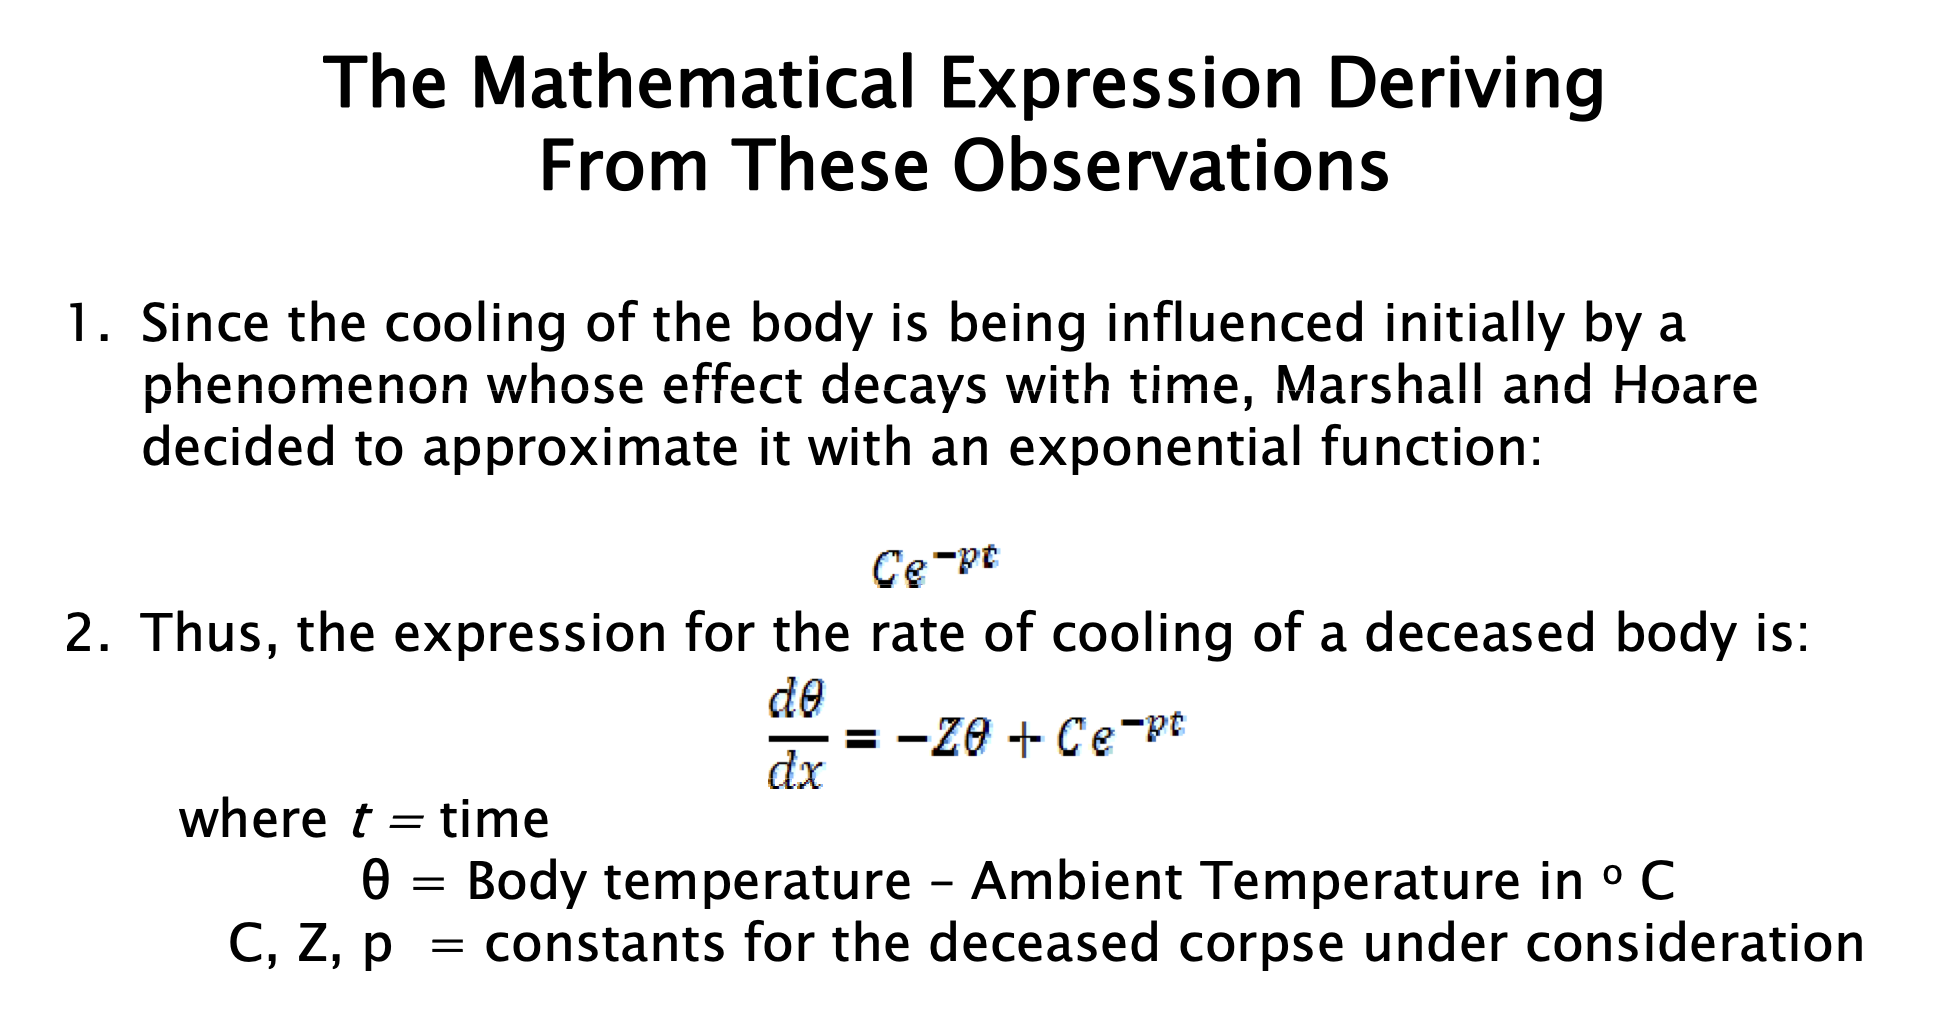 The Mathematical Expression Deriving
From These Observations
1. Since the cooling of the body is being influenced initially by a
phenomenon whose effect decays with time, Marshall and Hoare
decided to approximate it with an exponential function:
Ce^{-pt}
2. Thus, the expression for the rate of cooling of a deceased body is:
\frac{dθ}{dx} = -Zθ + Ce^{-pt}
where t = time
θ = Body temperature – Ambient Temperature in º C
C, Z, p = constants for the deceased corpse under consideration